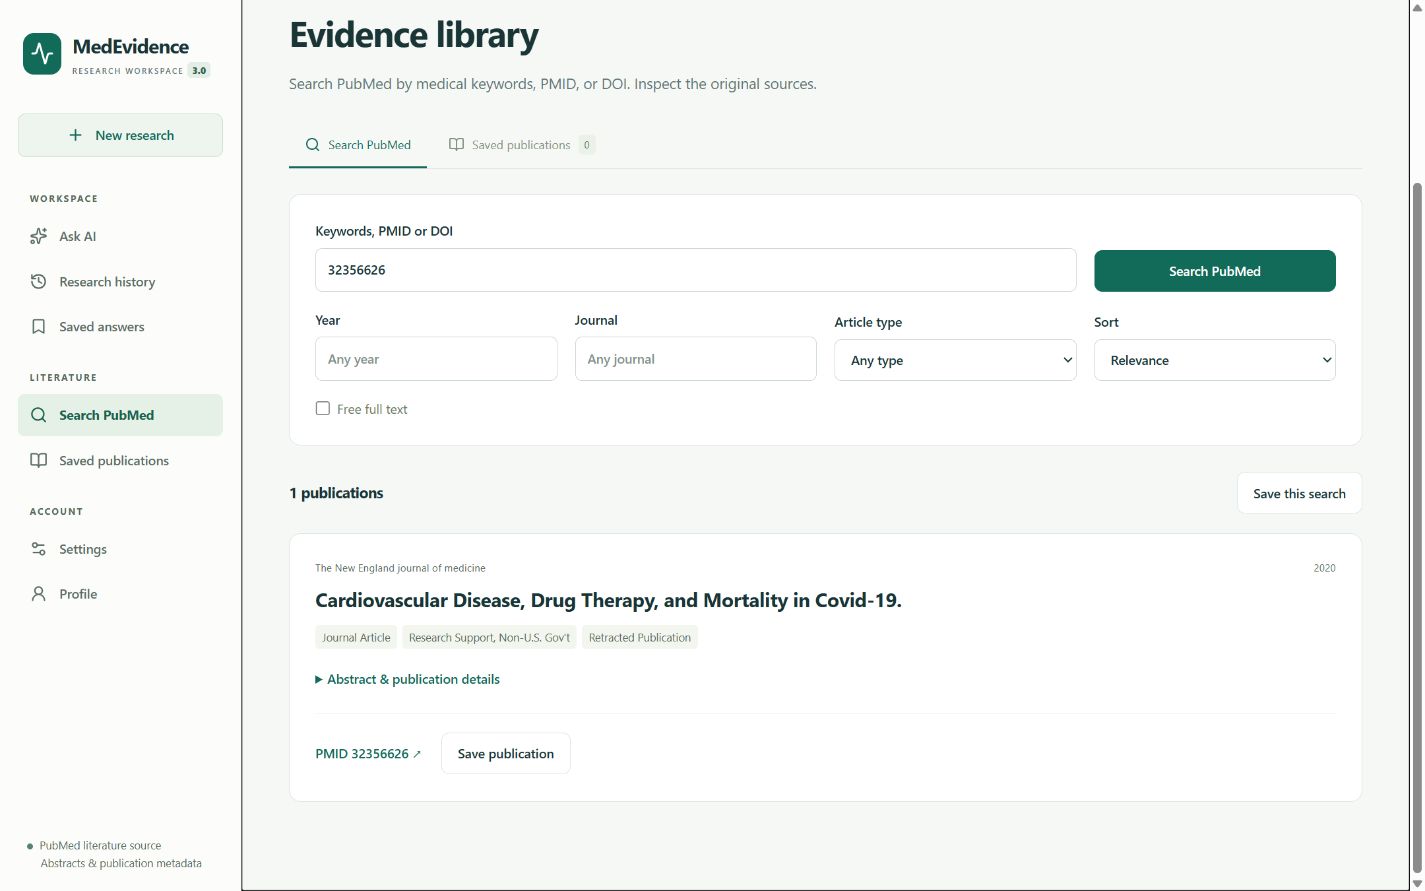 MedEvidence
RESEARCH WORKSPACE 3.0
New research
WORKSPACE
Ask AI
Research history
Saved answers
LITERATURE
Search PubMed
Saved publications
ACCOUNT
Settings
Profile
PubMed literature source
Abstracts & publication metadata
Evidence library
Search PubMed by medical keywords, PMID, or DOI. Inspect the original sources.
Search PubMed Saved publications 0
Keywords, PMID or DOI
32356626 Search PubMed
Year Journal Article type Sort
Any year Any journal Any type Relevance
Free full text
1 publications Save this search
The New England journal of medicine 2020
Cardiovascular Disease, Drug Therapy, and Mortality in Covid-19.
Journal Article Research Support, Non-U.S. Gov't Retracted Publication
Abstract & publication details
PMID 32356626 ↗ Save publication